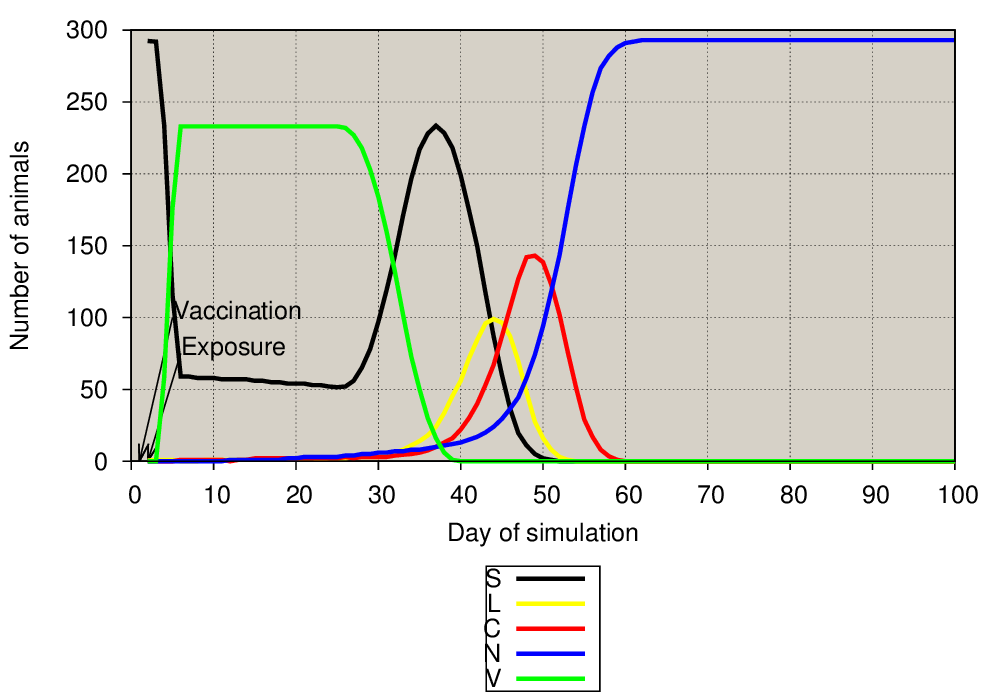 300
250
200
150
100
50
0
Number of animals
Vaccination
Exposure
0 10 20 30 40 50 60 70 80 90 100
Day of simulation
S
L
C
N
V